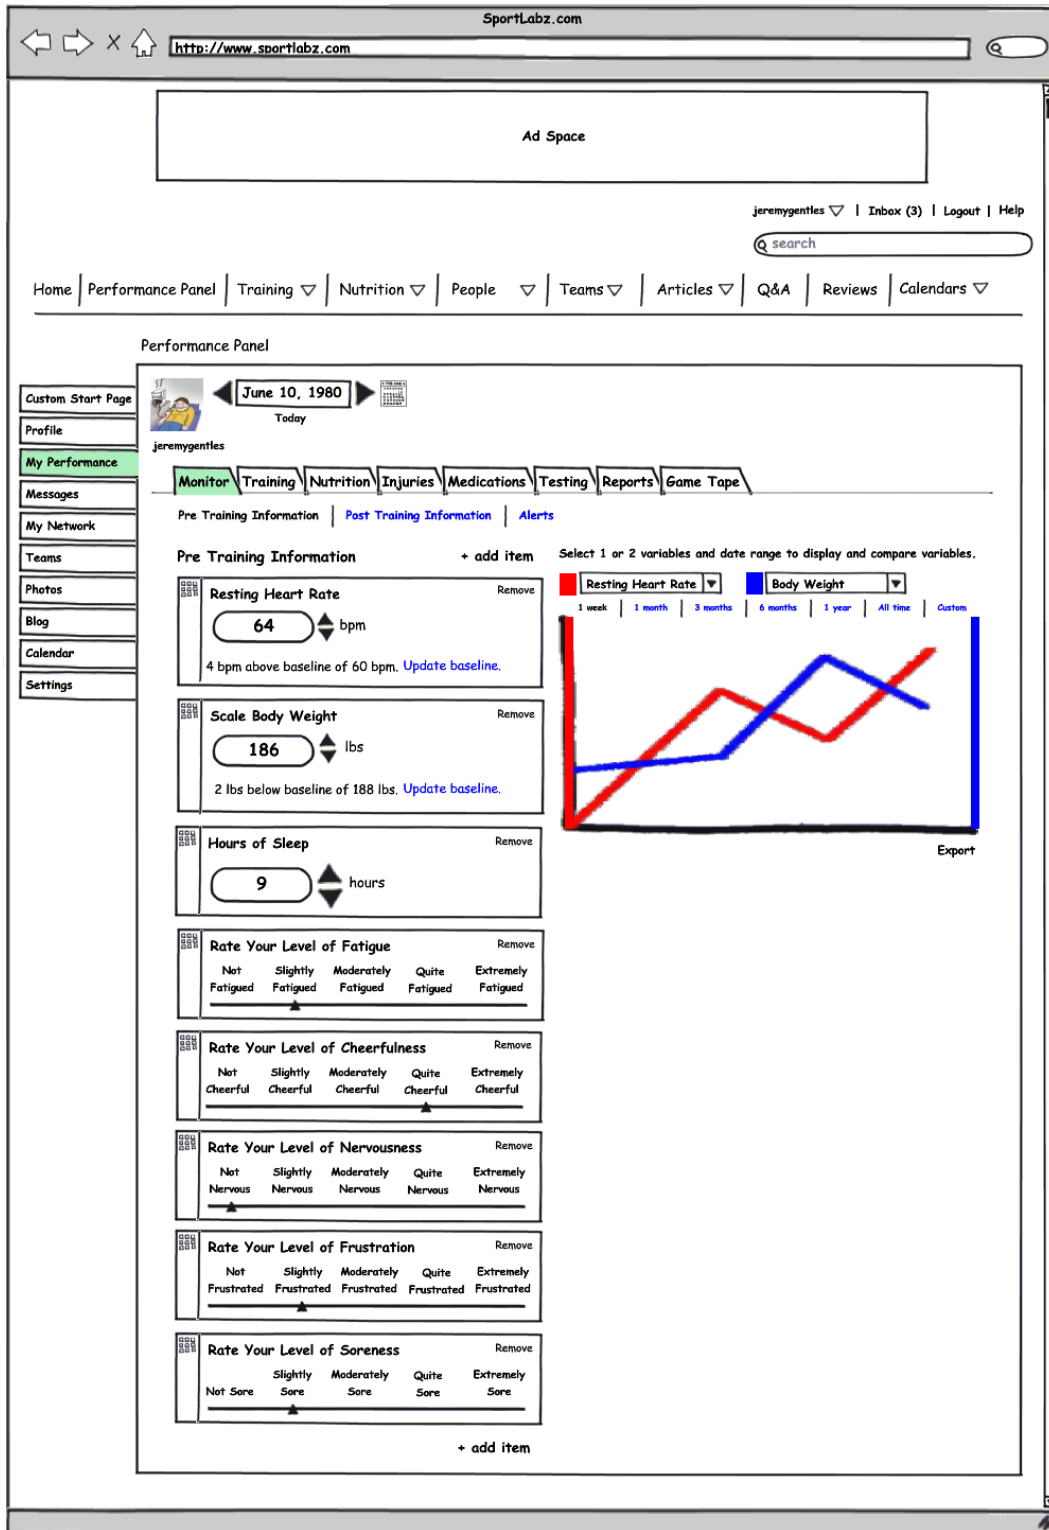 SportLabz.com
http://www.sportlabz.com
Ad Space
jeremygentles | Inbox (3) | Logout | Help
search
Home | Performance Panel | Training | Nutrition | People | Teams | Articles | Q&A | Reviews | Calendars
Performance Panel
Custom Start Page
Profile
My Performance
Messages
My Network
Teams
Photos
Blog
Calendar
Settings
June 10, 1980
Today
jeremygentles
Monitor Training Nutrition Injuries Medications Testing Reports Game Tape
Pre Training Information | Post Training Information | Alerts
Pre Training Information + add item
Resting Heart Rate Remove
64 bpm
4 bpm above baseline of 60 bpm. Update baseline.
Scale Body Weight Remove
186 lbs
2 lbs below baseline of 188 lbs. Update baseline.
Hours of Sleep Remove
9 hours
Rate Your Level of Fatigue Remove
Not Slightly Moderately Quite Extremely
Fatigued Fatigued Fatigued Fatigued Fatigued
Rate Your Level of Cheerfulness Remove
Not Slightly Moderately Quite Extremely
Cheerful Cheerful Cheerful Cheerful Cheerful
Rate Your Level of Nervousness Remove
Not Slightly Moderately Quite Extremely
Nervous Nervous Nervous Nervous Nervous
Rate Your Level of Frustration Remove
Not Slightly Moderately Quite Extremely
Frustrated Frustrated Frustrated Frustrated Frustrated
Rate Your Level of Soreness Remove
Slightly Moderately Quite Extremely
Not Sore Sore Sore Sore Sore
+ add item
Select 1 or 2 variables and date range to display and compare variables.
Resting Heart Rate Body Weight
1 week | 1 month | 3 months | 6 months | 1 year | All time | Custom
Export